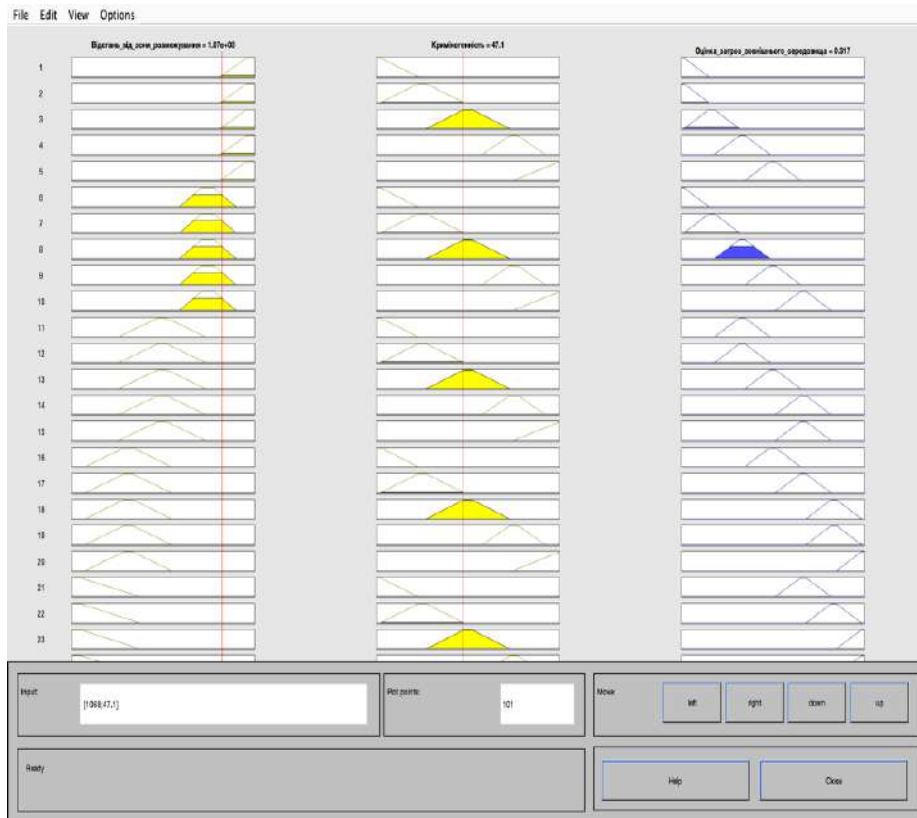 File Edit View Options
Відстань_від_зони_розмежування = 1.07e+03
Криміногенність = 47.1
Оцінка_загроз_зовнішнього_середовища = 0.317
1
2
3
4
5
6
7
8
9
10
11
12
13
14
15
16
17
18
19
20
21
22
23
Input:
[1068;47.1]
Plot points:
101
Move:
left
right
down
up
Ready
Help
Close